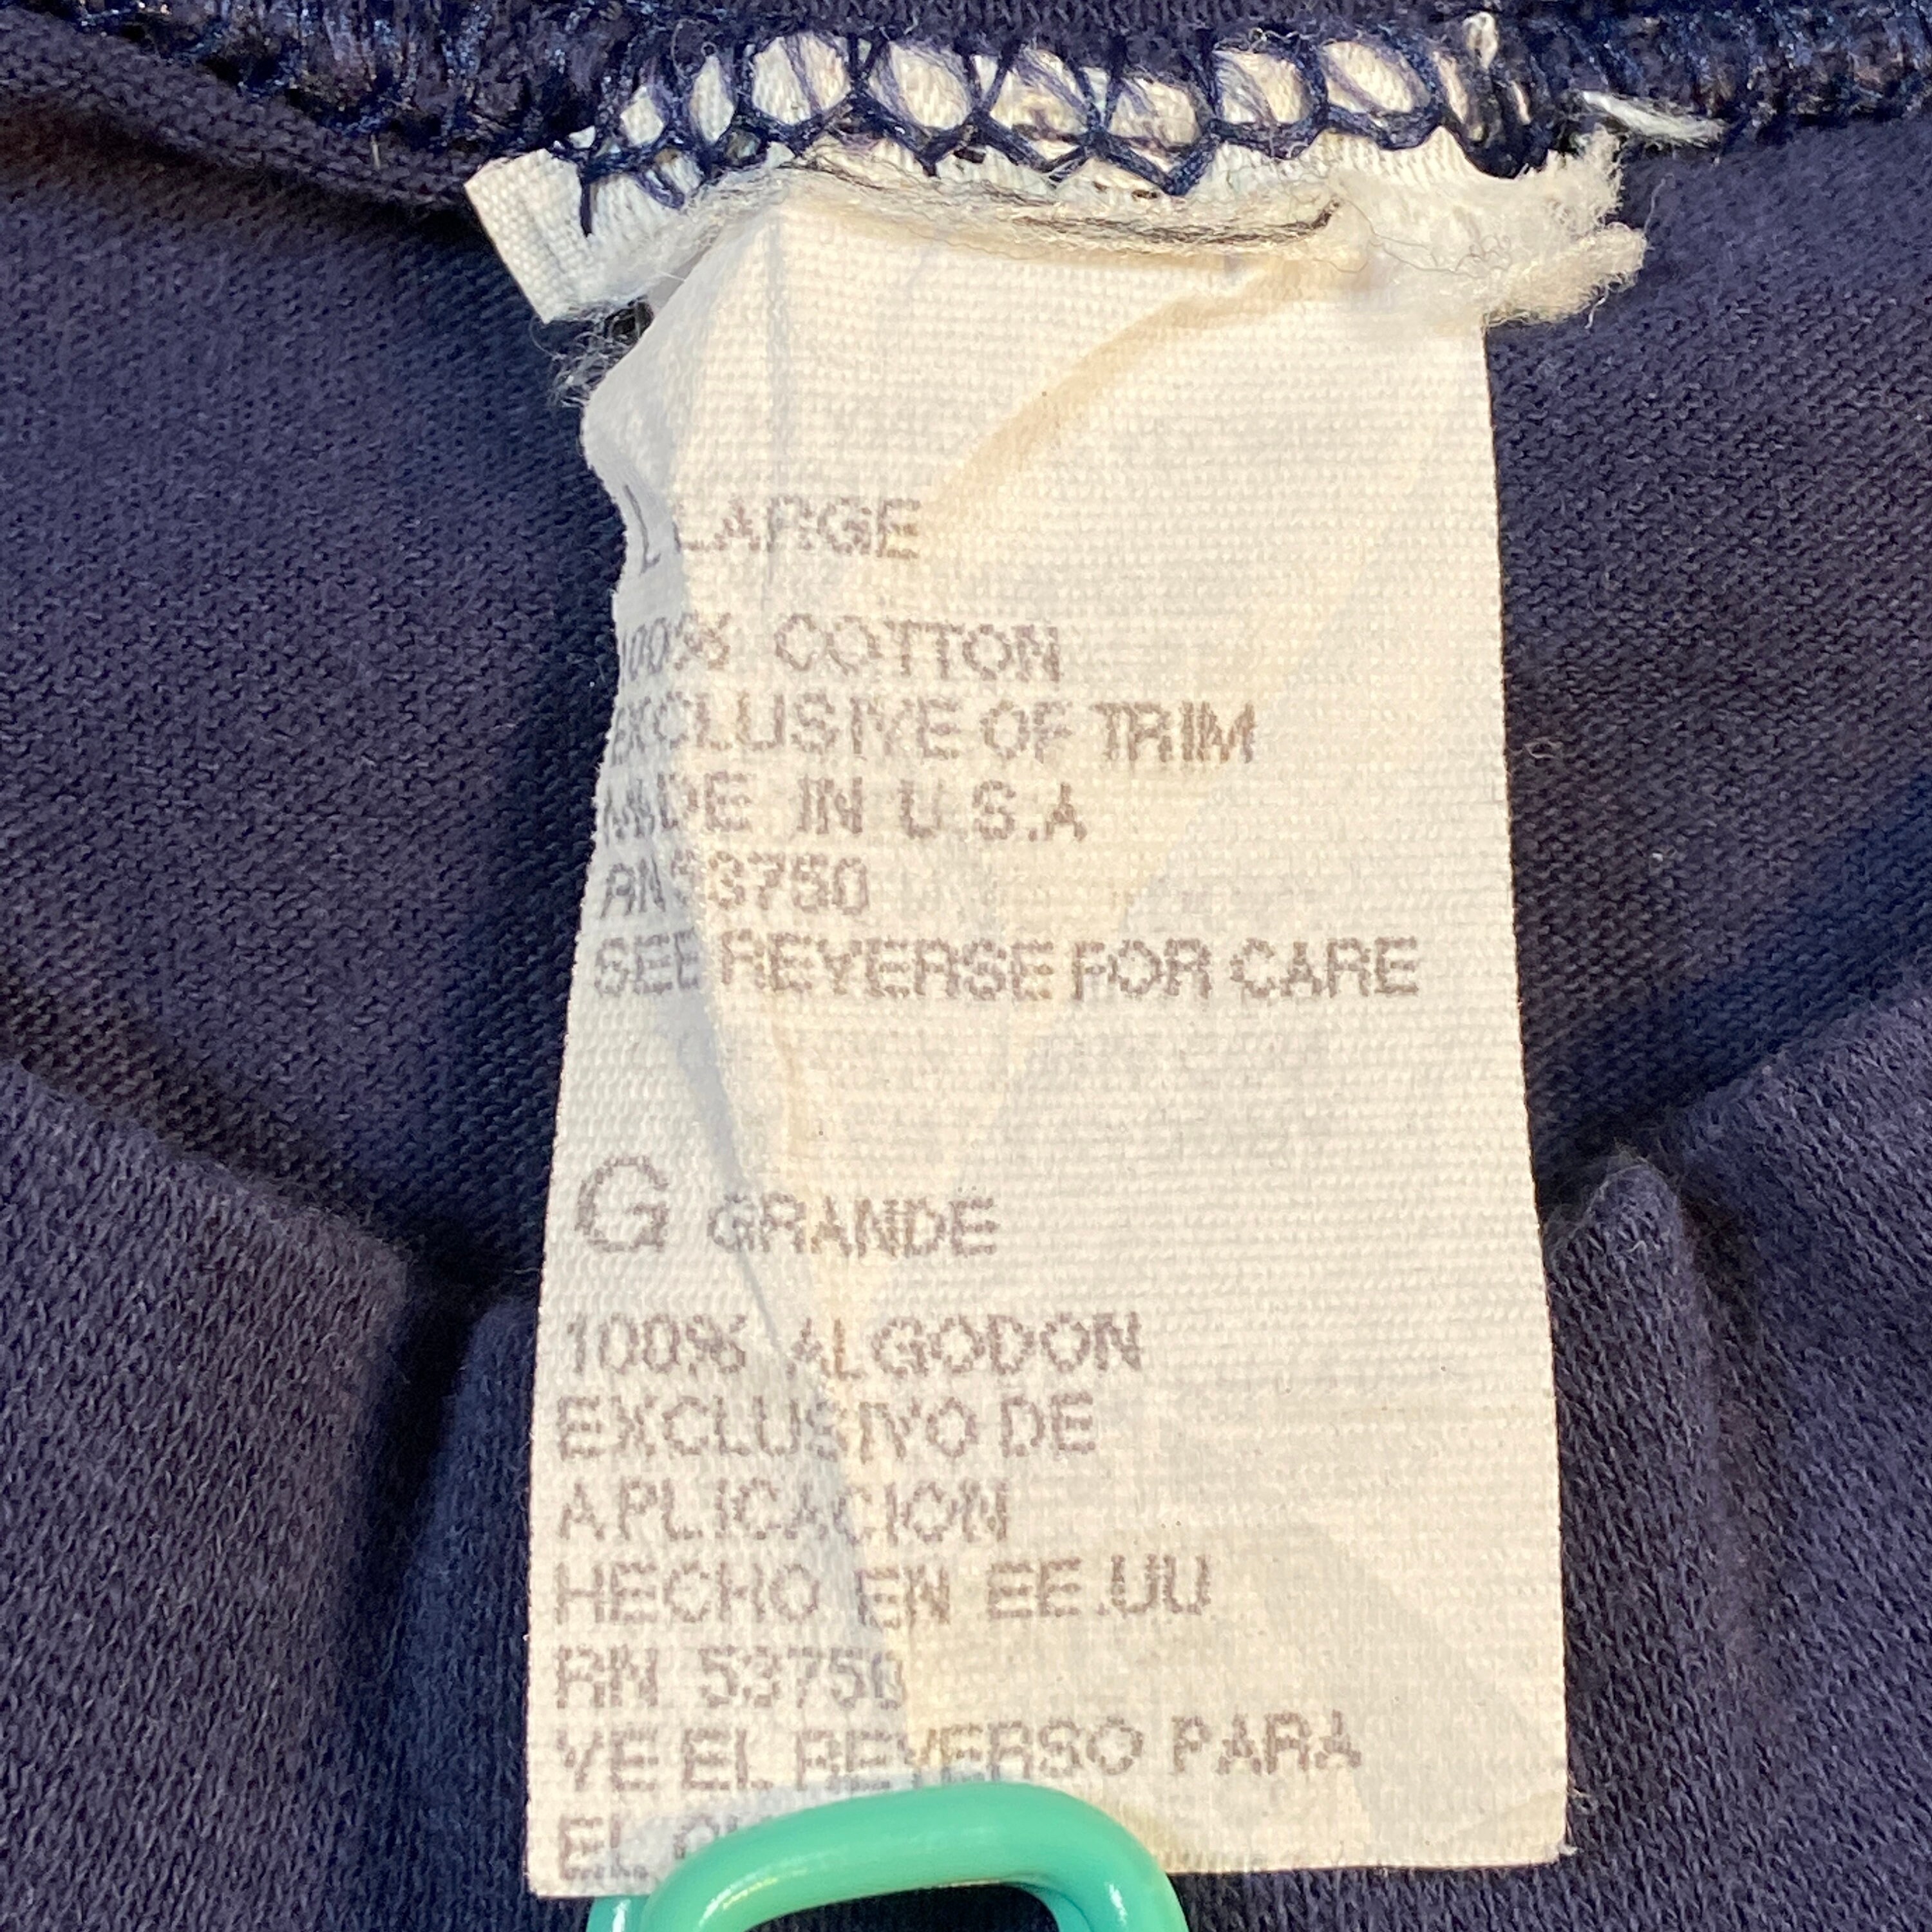 L LARGE
100% COTTON
EXCLUSIVE OF TRIM
MADE IN U.S.A
RN 53750
SEE REVERSE FOR CARE
G GRANDE
100% ALGODON
EXCLUSIVO DE
APLICACION
HECHO EN EE.UU
RN 53750
VE EL REVERSO PARA
EL